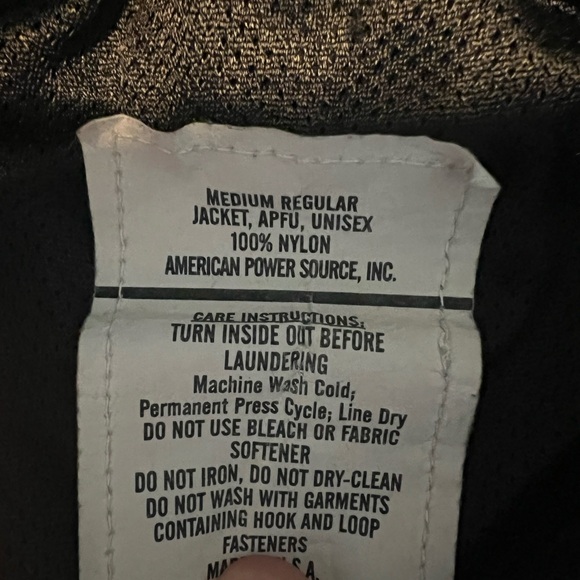 MEDIUM REGULAR
JACKET, APFU, UNISEX
100% NYLON
AMERICAN POWER SOURCE, INC.
CARE INSTRUCTIONS:
TURN INSIDE OUT BEFORE
LAUNDERING
Machine Wash Cold;
Permanent Press Cycle; Line Dry
DO NOT USE BLEACH OR FABRIC
SOFTENER
DO NOT IRON, DO NOT DRY-CLEAN
DO NOT WASH WITH GARMENTS
CONTAINING HOOK AND LOOP
FASTENERS